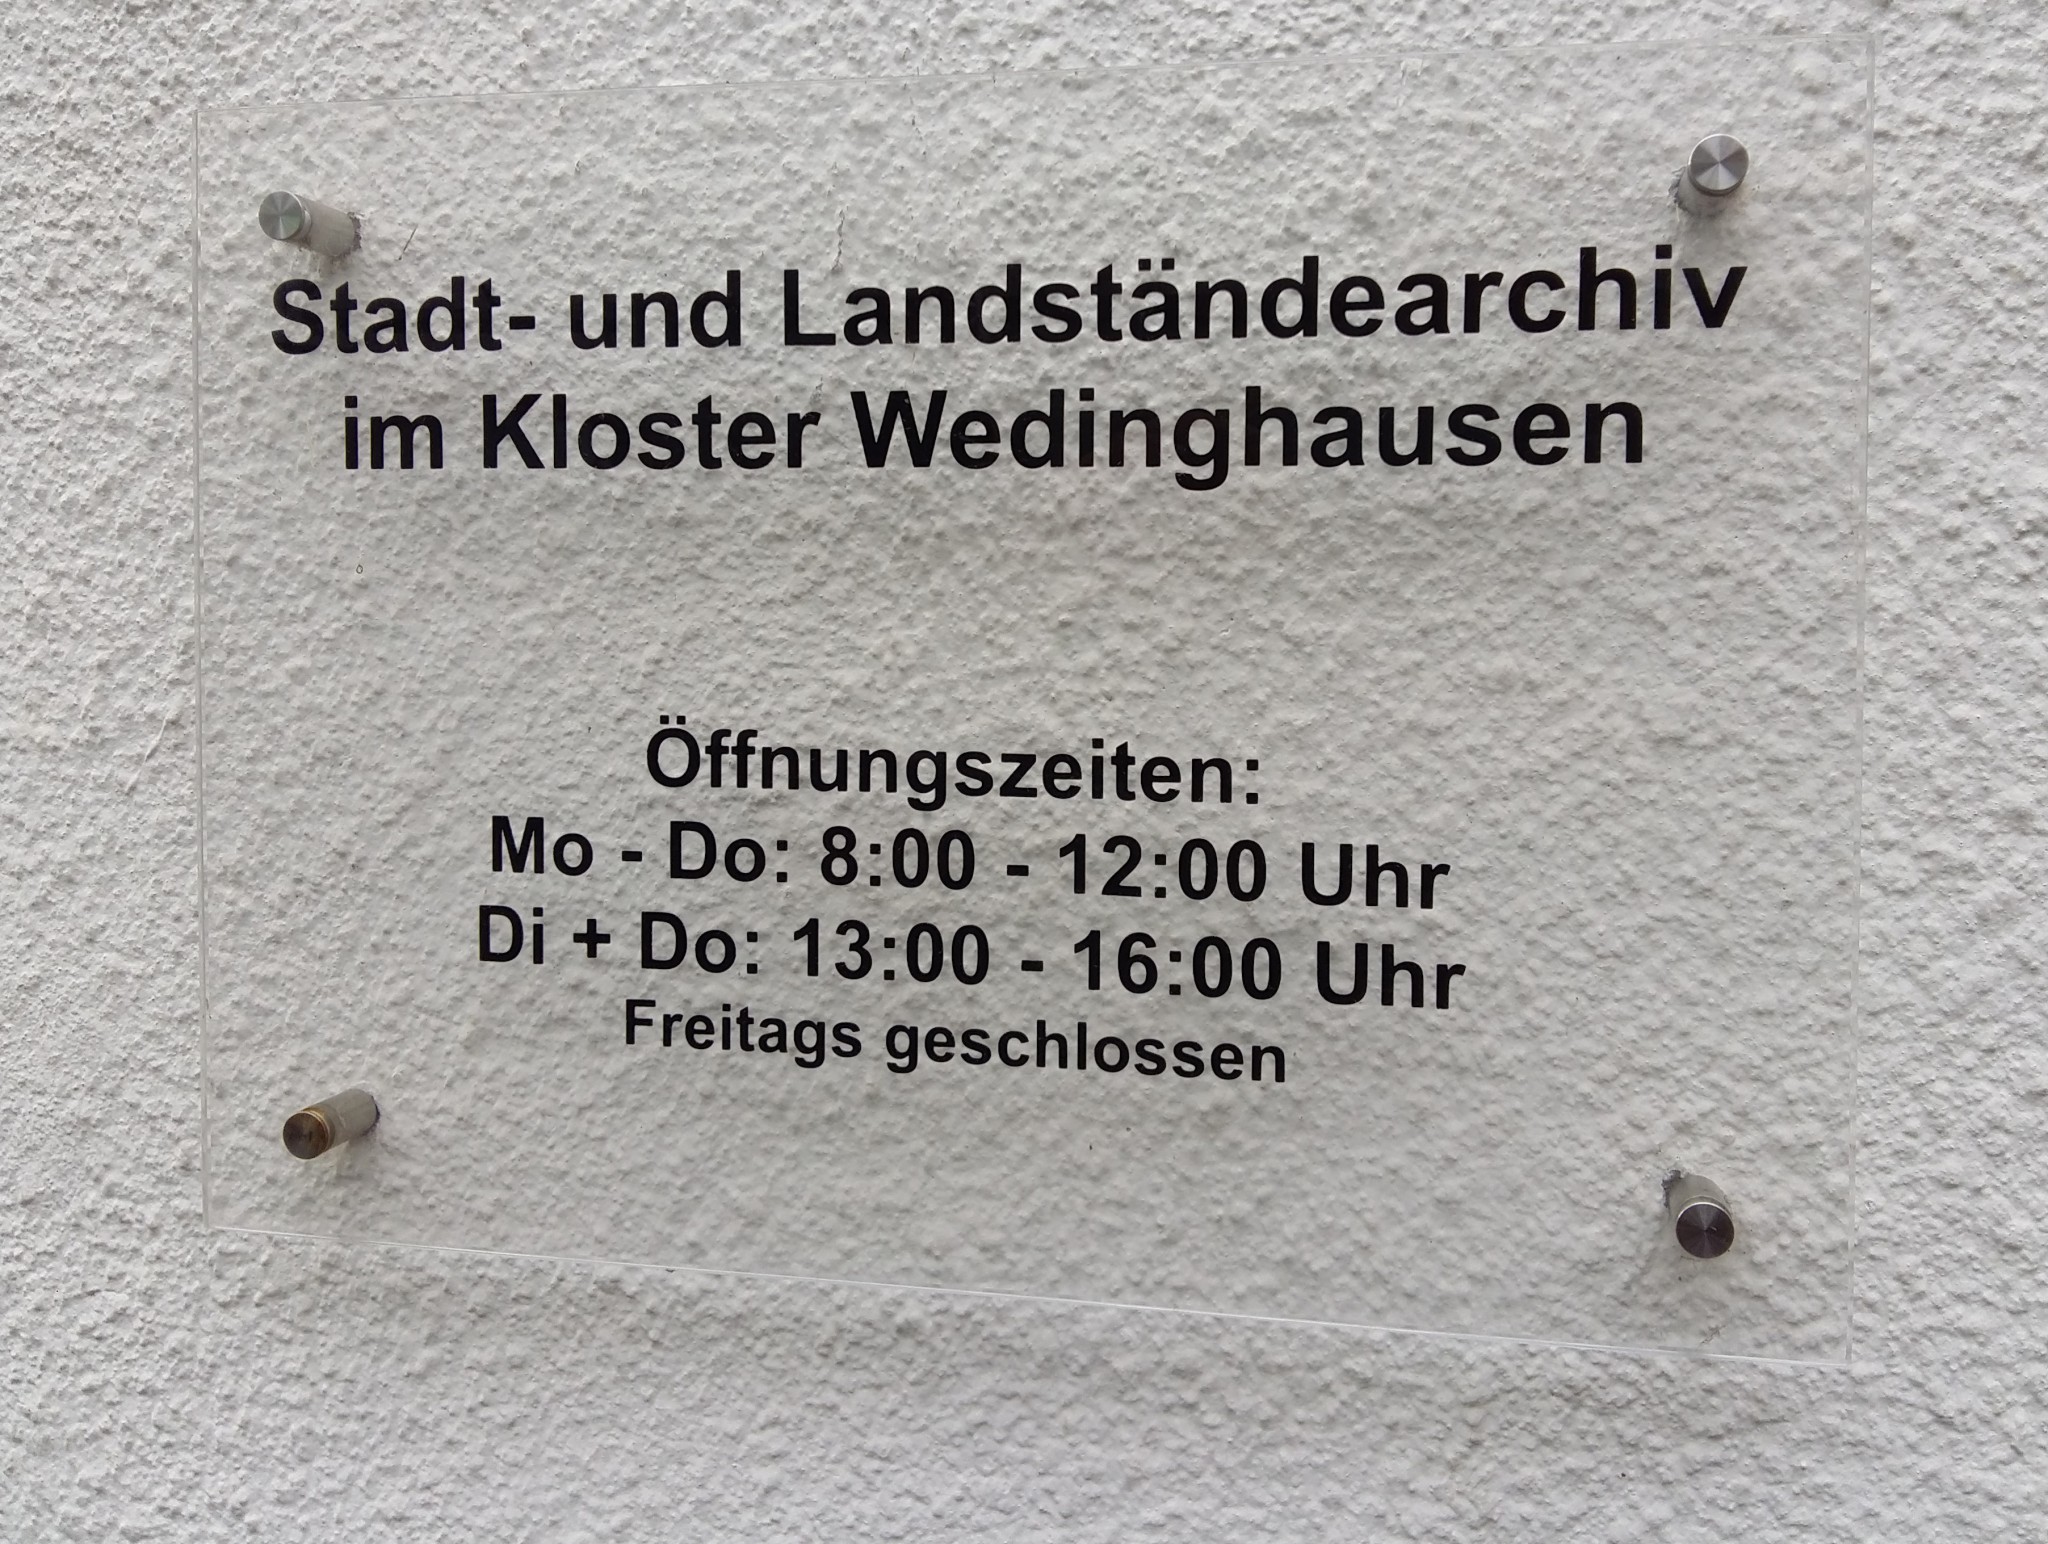 Stadt- und Landständearchiv
im Kloster Wedinghausen
Öffnungszeiten:
Mo - Do: 8:00 - 12:00 Uhr
Di + Do: 13:00 - 16:00 Uhr
Freitags geschlossen